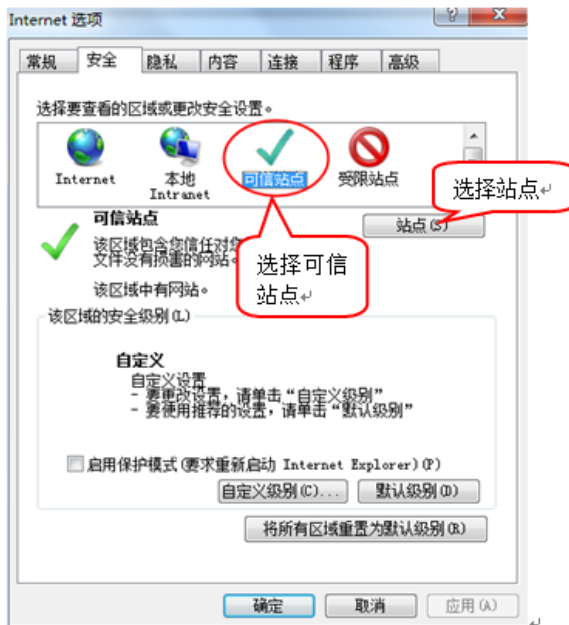 Internet 选项
常规 安全 隐私 内容 连接 程序 高级
选择要查看的区域或更改安全设置。
Internet 本地 Intranet 可信站点 受限站点
选择站点
可信站点
站点(S)
该区域包含您信任对您
文件没有损害的网站。
选择可信
站点
该区域中有网站。
该区域的安全级别(L)
自定义
自定义设置
- 要更改设置，请单击“自定义级别”
- 要使用推荐的设置，请单击“默认级别”
启用保护模式(要求重新启动 Internet Explorer)(P)
自定义级别(C)... 默认级别(D)
将所有区域重置为默认级别(R)
确定 取消 应用(A)